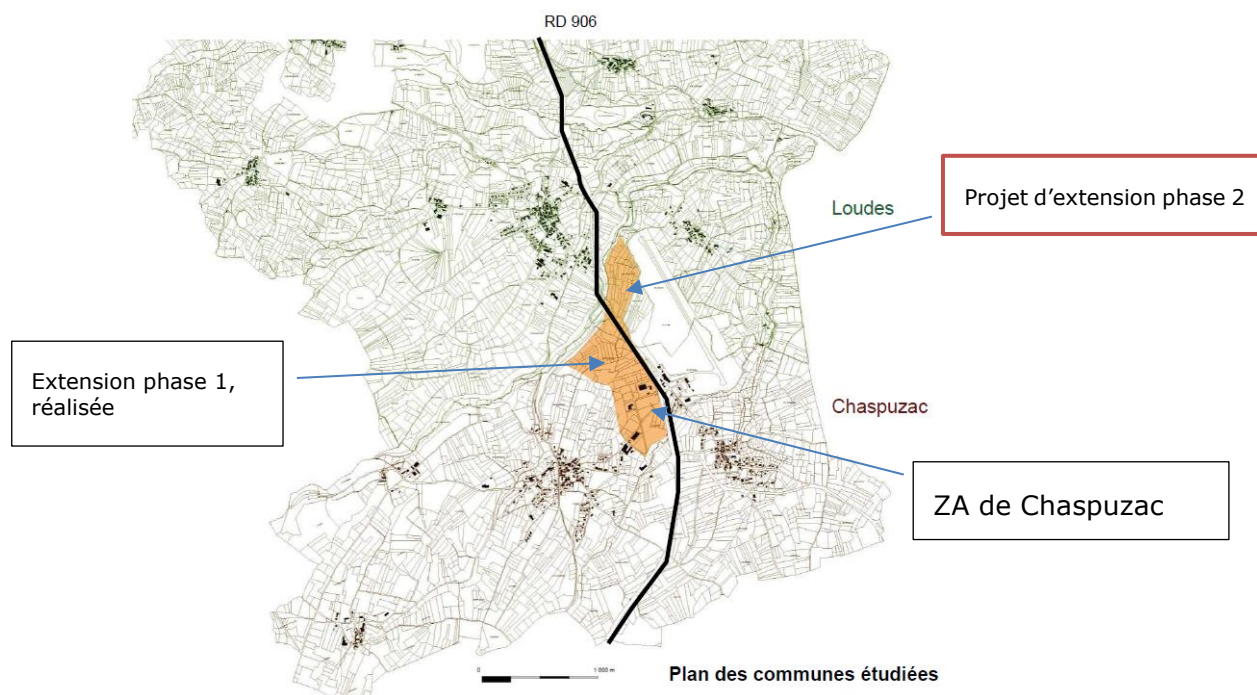 RD 906
Projet d’extension phase 2
Loudes
Extension phase 1,
réalisée
Chaspuzac
ZA de Chaspuzac
0 1 000 m
Plan des communes étudiées